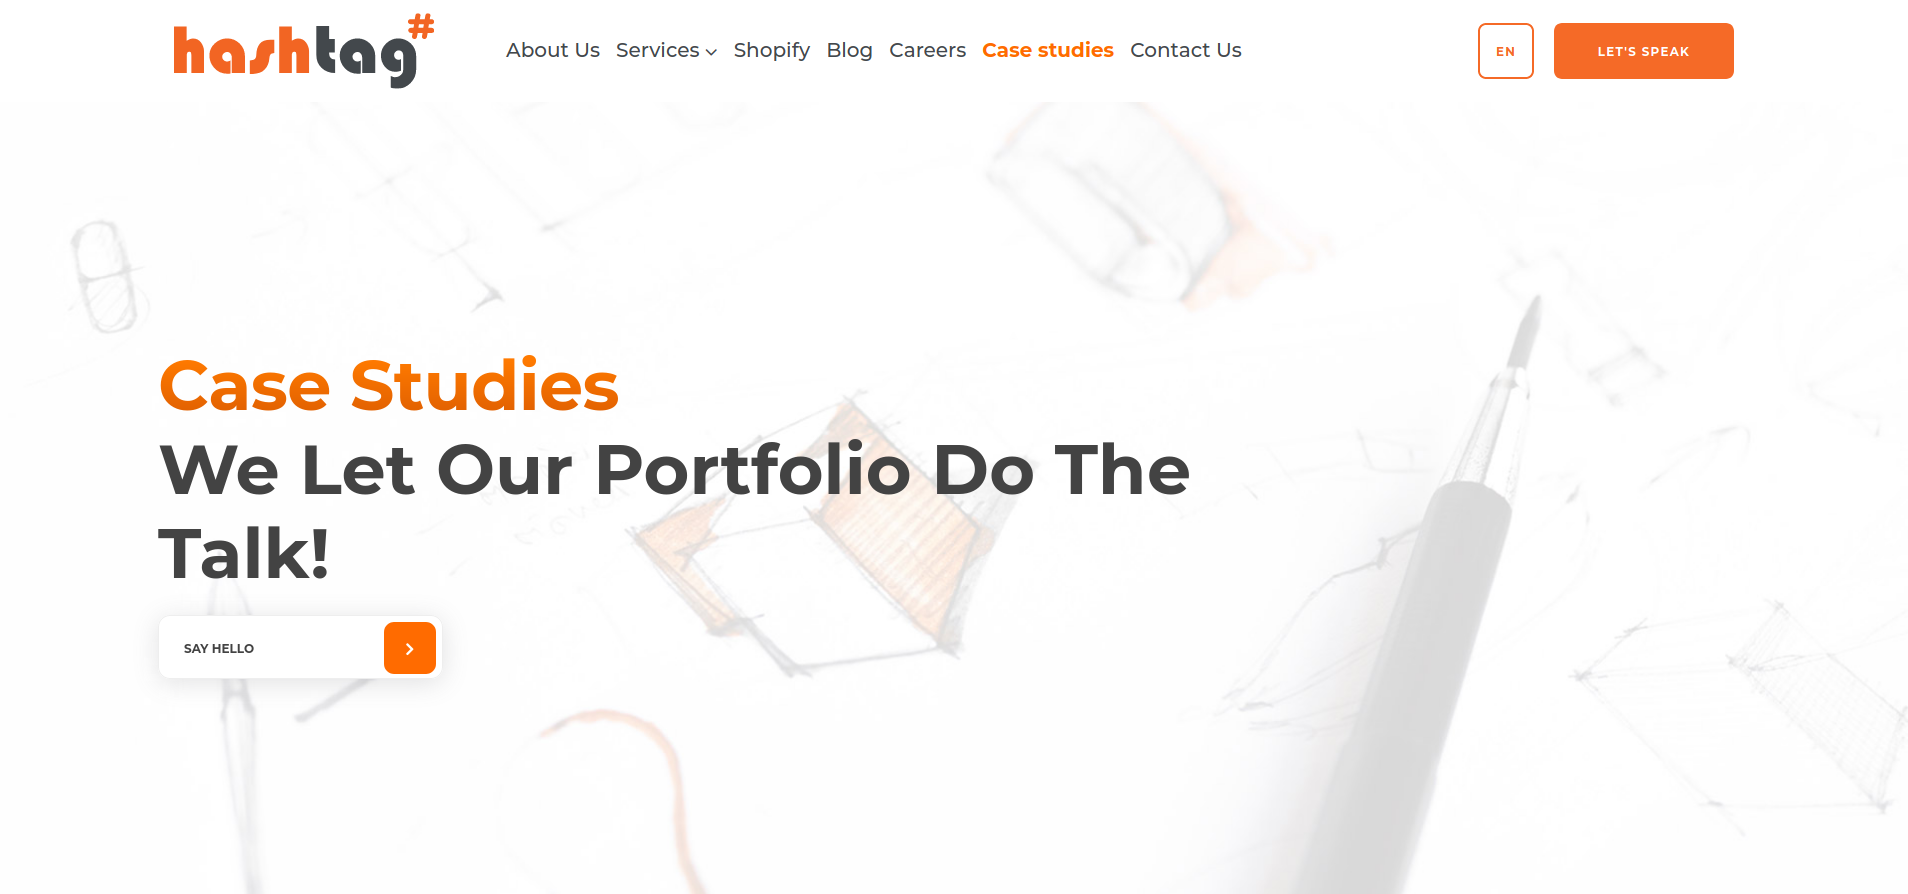 hashtag#
About Us Services Shopify Blog Careers Case studies Contact Us
EN
LET'S SPEAK
Case Studies
We Let Our Portfolio Do The
Talk!
SAY HELLO